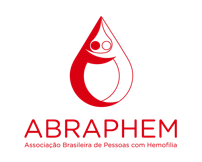 ABRAPHEM
Associação Brasileira de Pessoas com Hemofilia